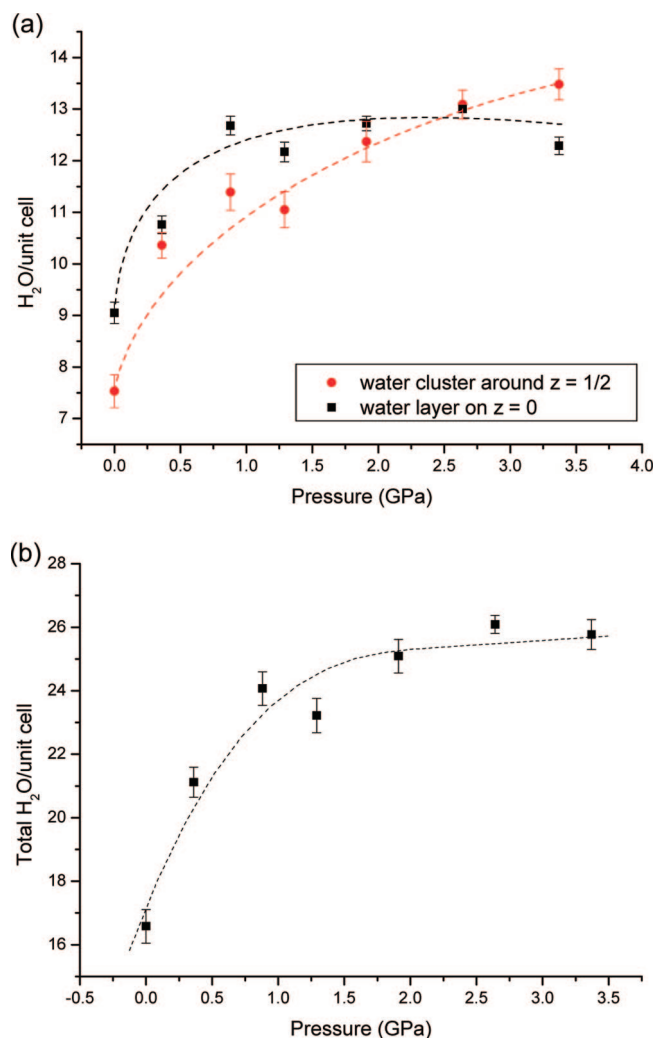 (a)
14
13
12
11
10
9
8
7
H₂O/unit cell
water cluster around z = 1/2
water layer on z = 0
0.0 0.5 1.0 1.5 2.0 2.5 3.0 3.5 4.0
Pressure (GPa)
(b)
28
26
24
22
20
18
16
Total H₂O/unit cell
-0.5 0.0 0.5 1.0 1.5 2.0 2.5 3.0 3.5
Pressure (GPa)